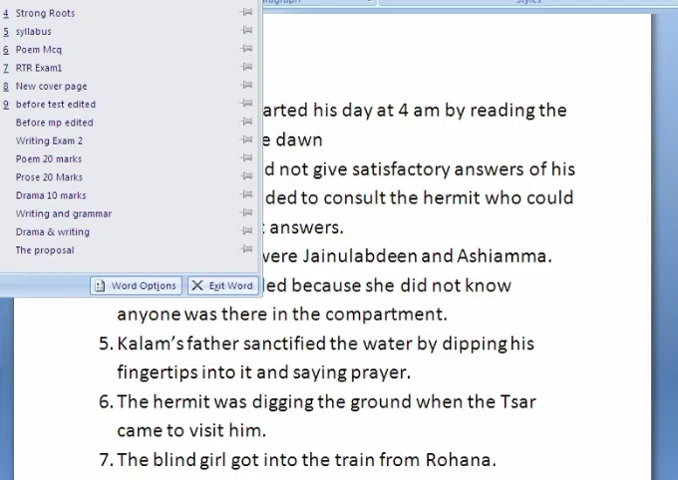 4 Strong Roots
5 syllabus
6 Poem Mcq
7 RTR Exam1
8 New cover page
9 before test edited
Before mp edited
Writing Exam 2
Poem 20 marks
Prose 20 Marks
Drama 10 marks
Writing and grammar
Drama & writing
The proposal
Word Options
Exit Word
Styles
arted his day at 4 am by reading the
e dawn
d not give satisfactory answers of his
ded to consult the hermit who could
answers.
were Jainulabdeen and Ashiamma.
led because she did not know
anyone was there in the compartment.
5. Kalam's father sanctified the water by dipping his
fingertips into it and saying prayer.
6. The hermit was digging the ground when the Tsar
came to visit him.
7. The blind girl got into the train from Rohana.